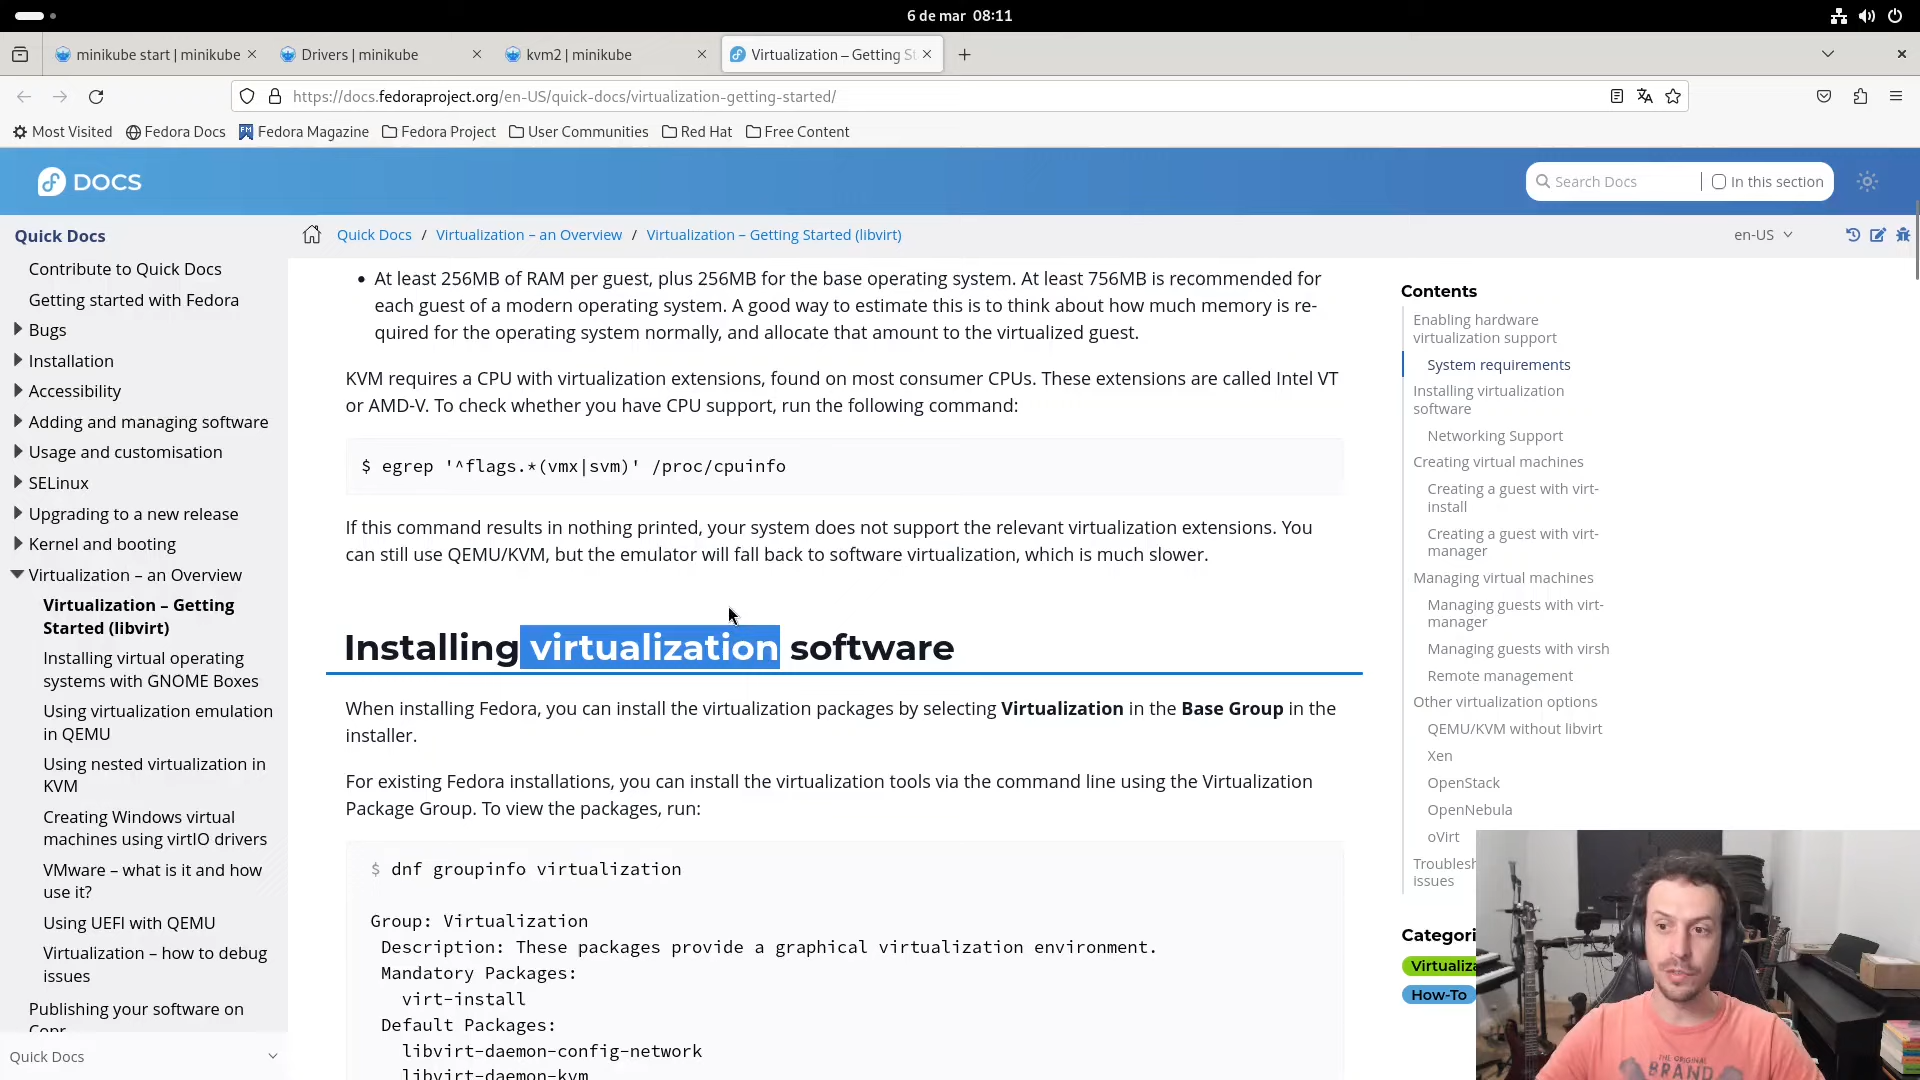 6 de mar 08:11
minikube start | minikube
Drivers | minikube
kvm2 | minikube
Virtualization – Getting S
https://docs.fedoraproject.org/en-US/quick-docs/virtualization-getting-started/
Most Visited
Fedora Docs
Fedora Magazine
Fedora Project
User Communities
Red Hat
Free Content
DOCS
Search Docs
In this section
Quick Docs
Contribute to Quick Docs
Getting started with Fedora
Bugs
Installation
Accessibility
Adding and managing software
Usage and customisation
SELinux
Upgrading to a new release
Kernel and booting
Virtualization – an Overview
Virtualization – Getting
Started (libvirt)
Installing virtual operating
systems with GNOME Boxes
Using virtualization emulation
in QEMU
Using nested virtualization in
KVM
Creating Windows virtual
machines using virtIO drivers
VMware – what is it and how
use it?
Using UEFI with QEMU
Virtualization – how to debug
issues
Publishing your software on
Copr
Quick Docs
Quick Docs / Virtualization – an Overview / Virtualization – Getting Started (libvirt)
en-US
• At least 256MB of RAM per guest, plus 256MB for the base operating system. At least 756MB is recommended for
each guest of a modern operating system. A good way to estimate this is to think about how much memory is re-
quired for the operating system normally, and allocate that amount to the virtualized guest.
KVM requires a CPU with virtualization extensions, found on most consumer CPUs. These extensions are called Intel VT
or AMD-V. To check whether you have CPU support, run the following command:
$ egrep '^flags.*(vmx|svm)' /proc/cpuinfo
If this command results in nothing printed, your system does not support the relevant virtualization extensions. You
can still use QEMU/KVM, but the emulator will fall back to software virtualization, which is much slower.
Installing virtualization software
When installing Fedora, you can install the virtualization packages by selecting Virtualization in the Base Group in the
installer.
For existing Fedora installations, you can install the virtualization tools via the command line using the Virtualization
Package Group. To view the packages, run:
$ dnf groupinfo virtualization
Group: Virtualization
Description: These packages provide a graphical virtualization environment.
Mandatory Packages:
virt-install
Default Packages:
libvirt-daemon-config-network
libvirt-daemon-kvm
Contents
Enabling hardware
virtualization support
System requirements
Installing virtualization
software
Networking Support
Creating virtual machines
Creating a guest with virt-
install
Creating a guest with virt-
manager
Managing virtual machines
Managing guests with virt-
manager
Managing guests with virsh
Remote management
Other virtualization options
QEMU/KVM without libvirt
Xen
OpenStack
OpenNebula
oVirt
Troublesh
issues
Categori
Virtualiza
How-To
THE ORIGINAL
BRAND